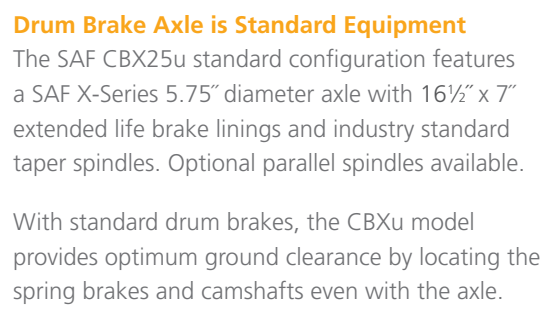 Drum Brake Axle is Standard Equipment
The SAF CBX25u standard configuration features
a SAF X-Series 5.75˝ diameter axle with 16½˝ x 7˝
extended life brake linings and industry standard
taper spindles. Optional parallel spindles available.
With standard drum brakes, the CBXu model
provides optimum ground clearance by locating the
spring brakes and camshafts even with the axle.